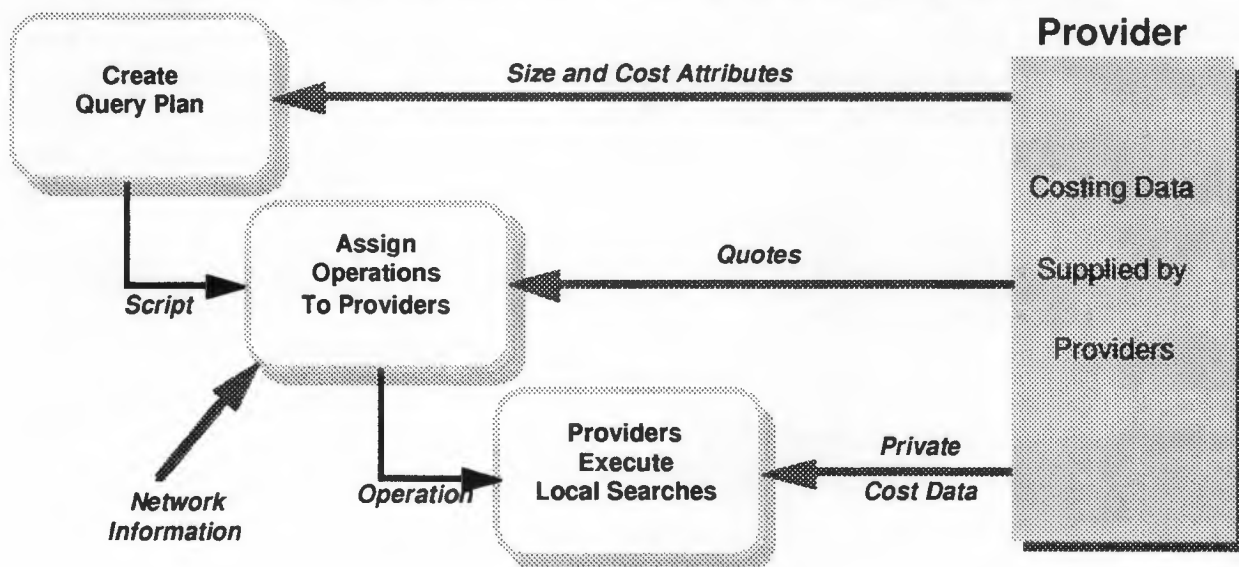 Provider
Create
Query Plan
Size and Cost Attributes
Costing Data
Supplied by
Providers
Assign
Operations
To Providers
Quotes
Script
Network
Information
Operation
Providers
Execute
Local Searches
Private
Cost Data